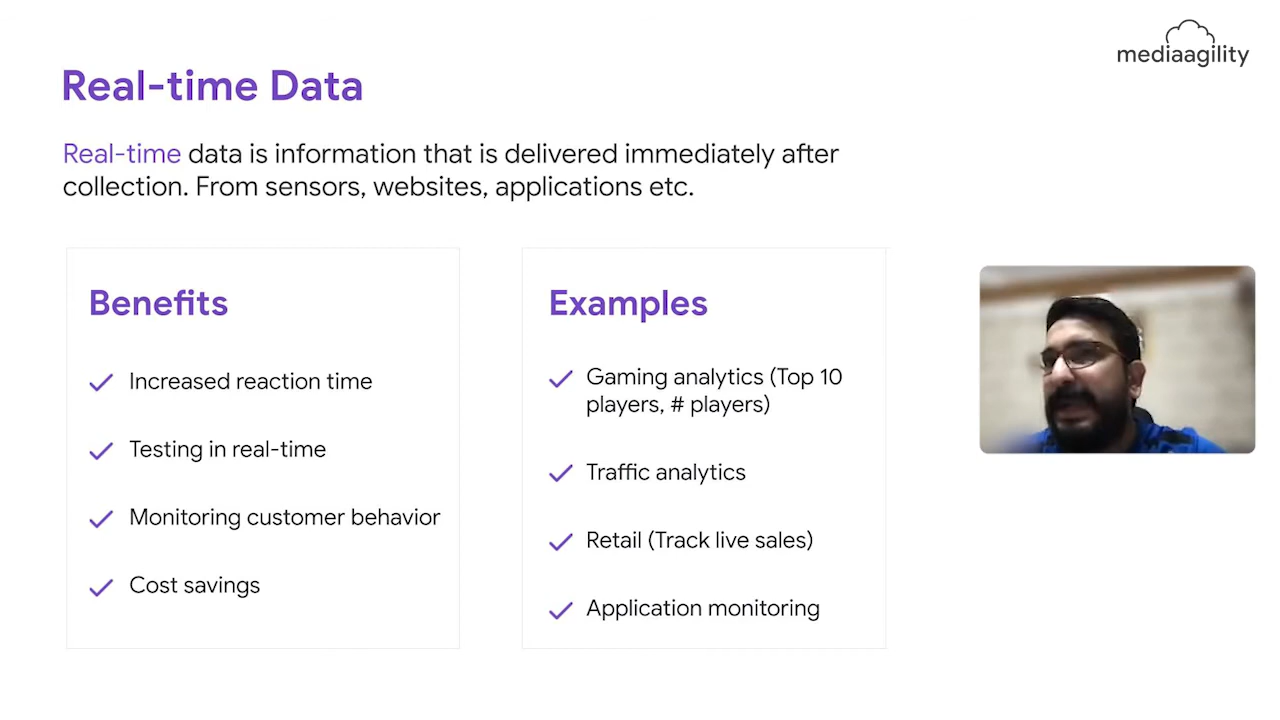 mediaagility
Real-time Data
Real-time data is information that is delivered immediately after
collection. From sensors, websites, applications etc.
Benefits
Increased reaction time
Testing in real-time
Monitoring customer behavior
Cost savings
Examples
Gaming analytics (Top 10
players, # players)
Traffic analytics
Retail (Track live sales)
Application monitoring